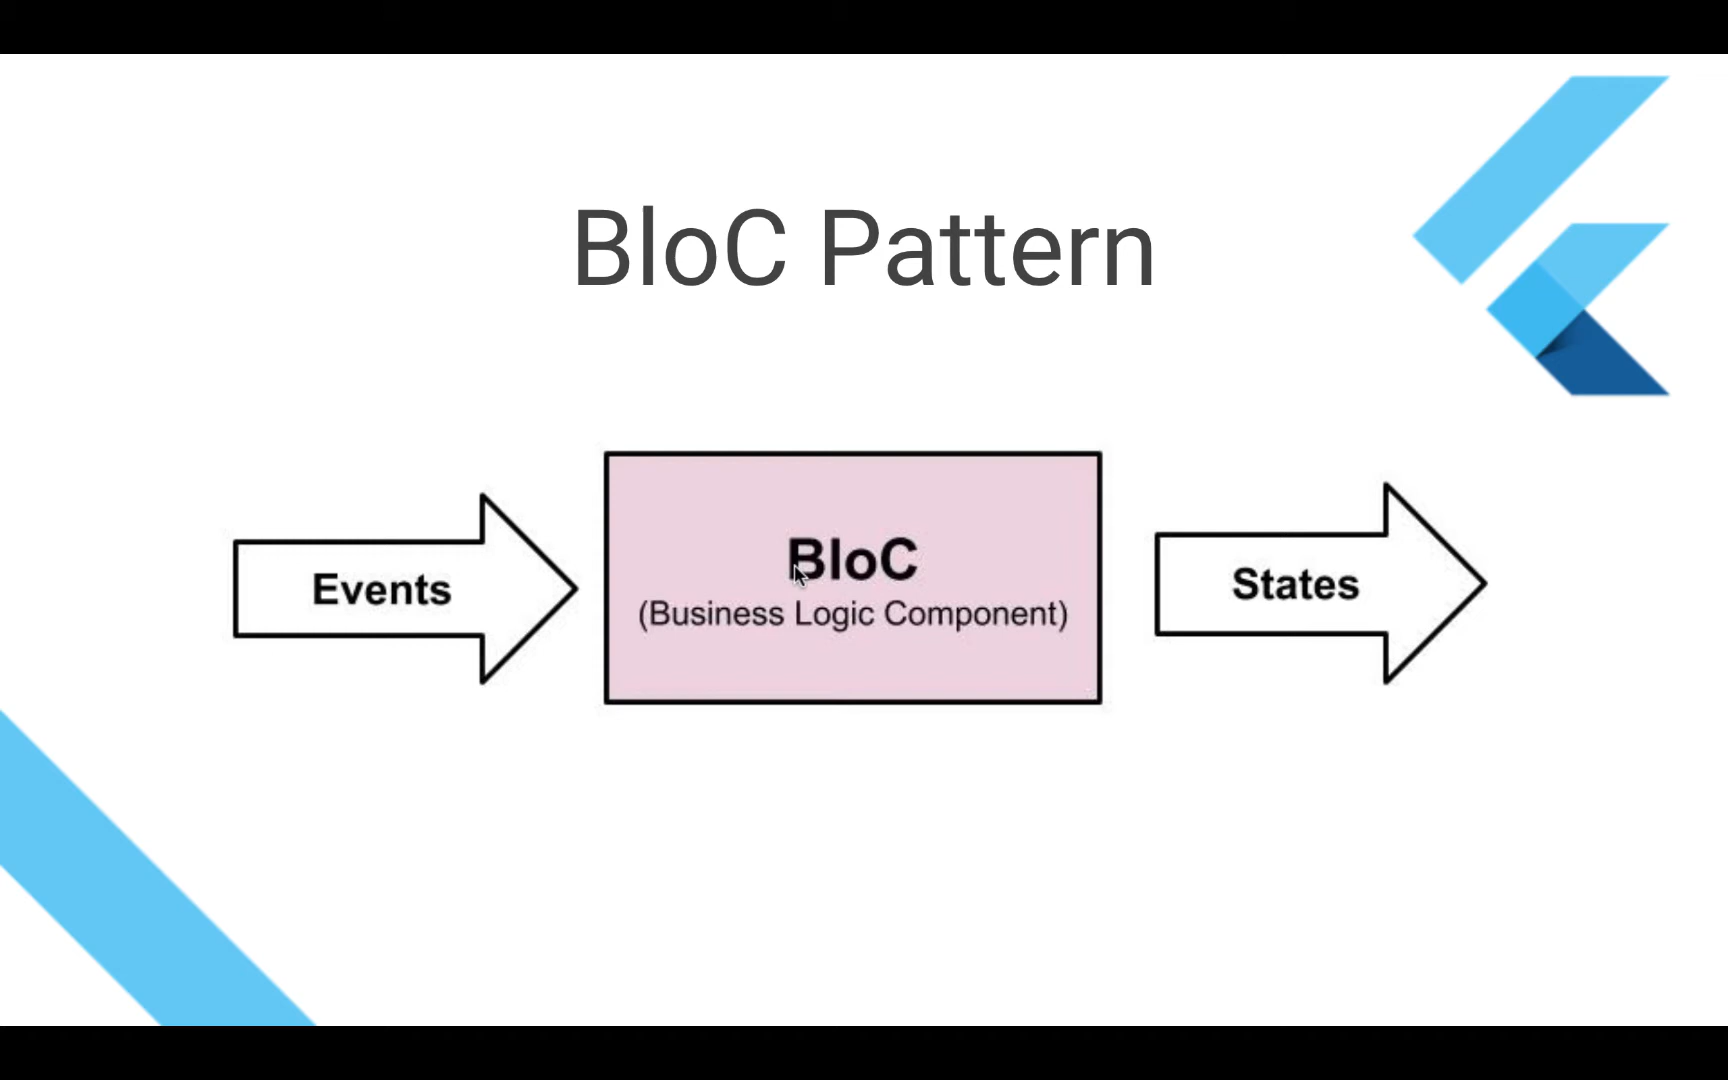 BloC Pattern
Events
BloC
(Business Logic Component)
States